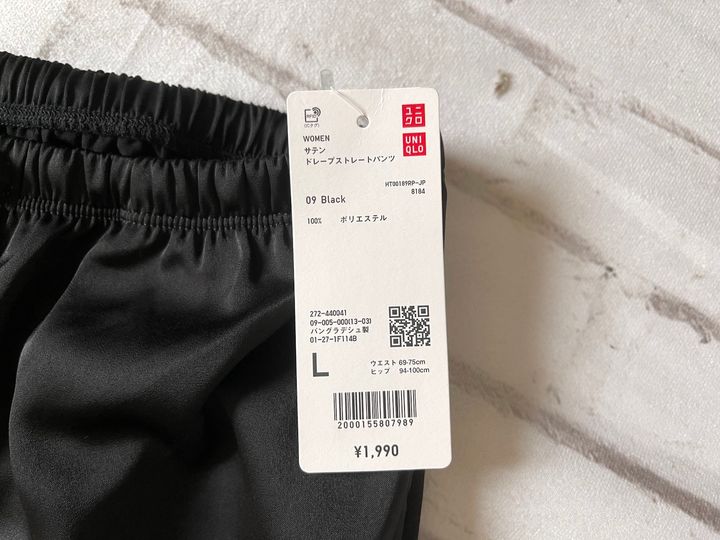 RFID
ユニ
クロ
UNI
QLO
WOMEN
サテン
ドレープストレートパンツ
HT00189RP-JP
8184
09 Black
100% ポリエステル
272-440041
09-005-000(13-03)
バングラデシュ製
01-27-1F114B
L
ウエスト 69-75cm
ヒップ 94-100cm
2000155807989
¥1,990